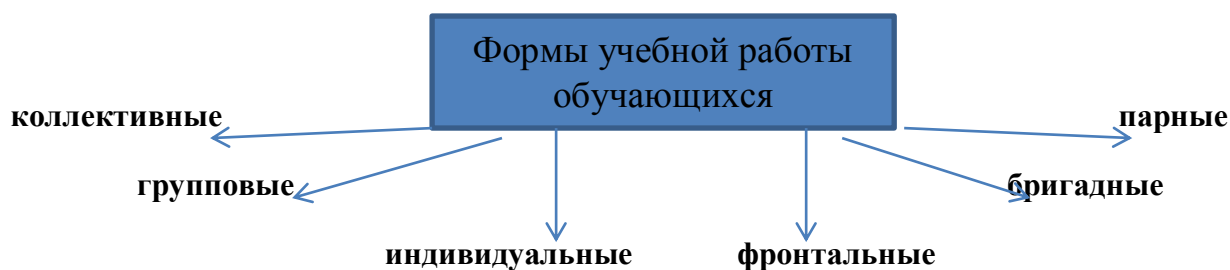 Формы учебной работы
обучающихся
коллективные
парные
групповые
бригадные
индивидуальные
фронтальные